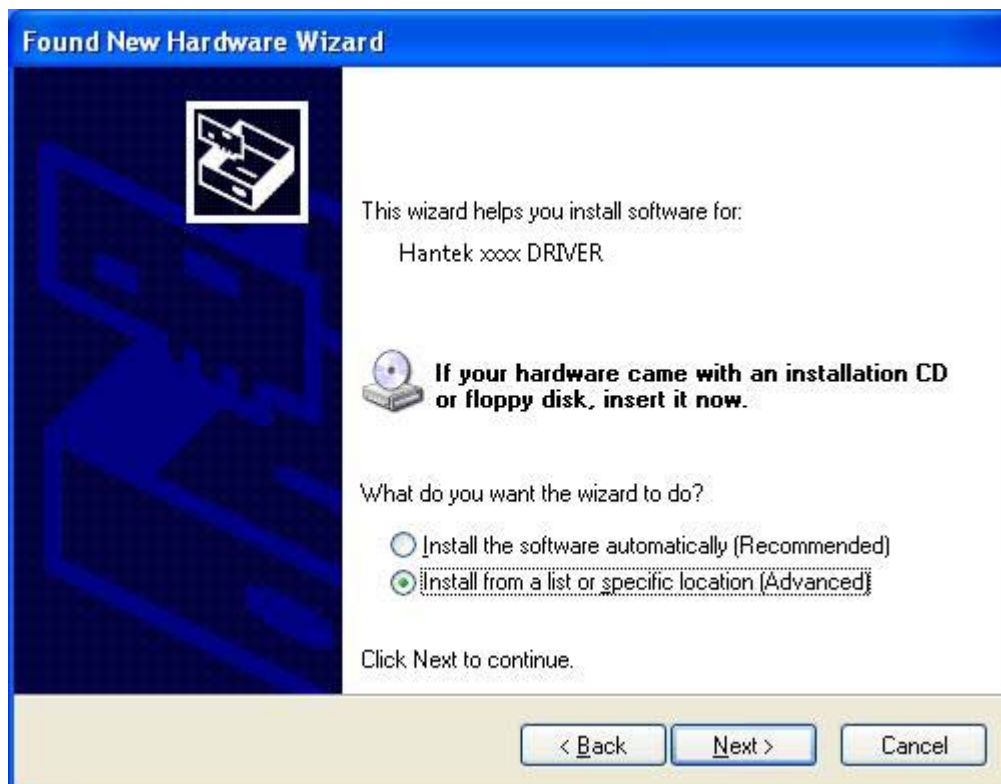 Found New Hardware Wizard
This wizard helps you install software for:
Hantek xxxx DRIVER
If your hardware came with an installation CD
or floppy disk, insert it now.
What do you want the wizard to do?
Install the software automatically (Recommended)
Install from a list or specific location (Advanced)
Click Next to continue.
< Back Next > Cancel